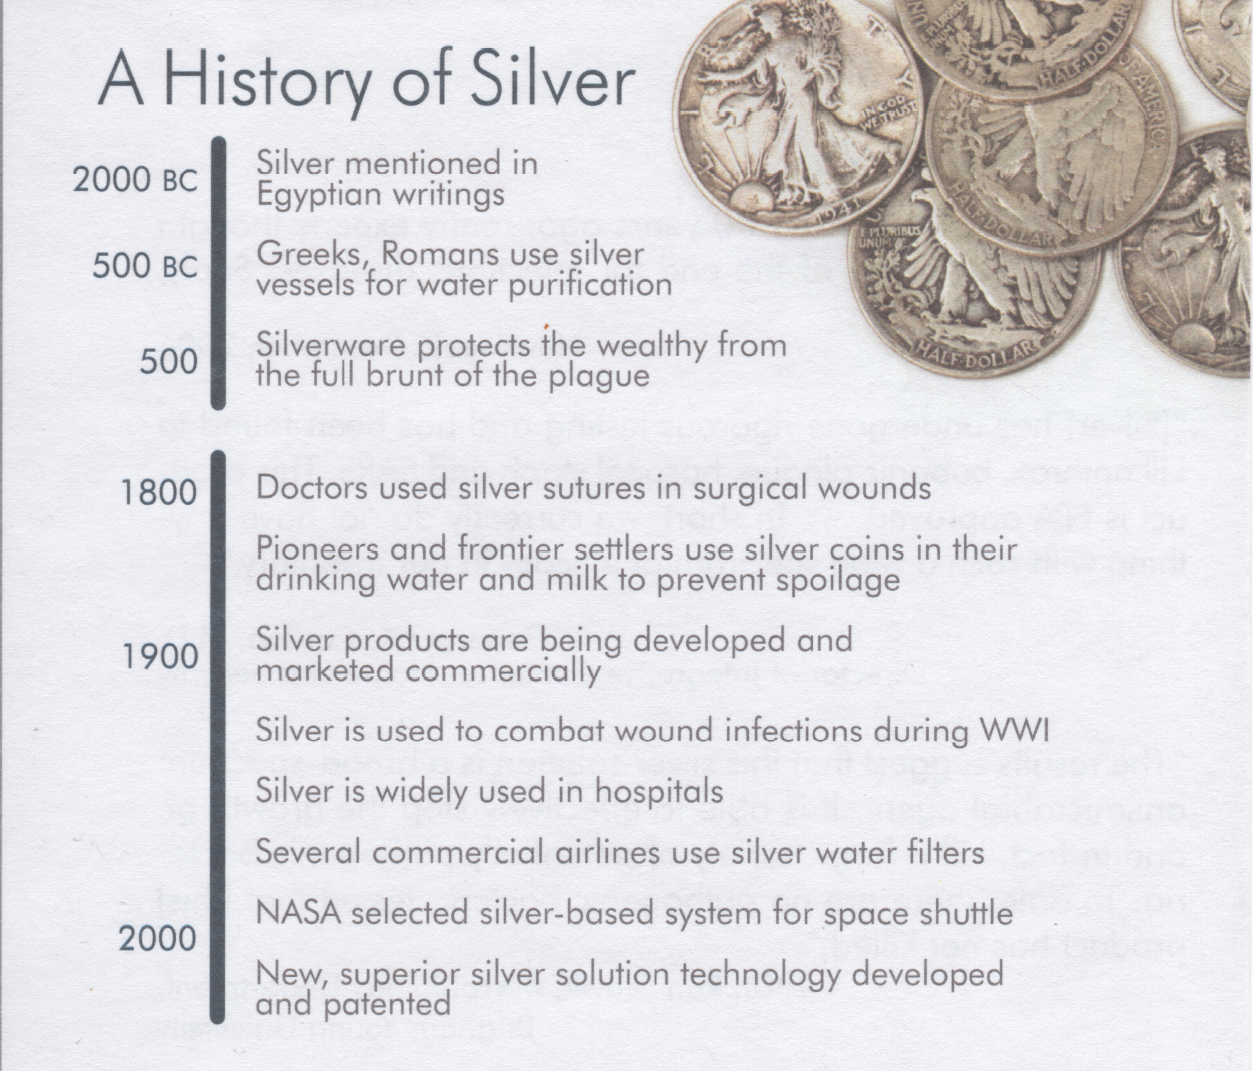 A History of Silver
2000 BC
Silver mentioned in
Egyptian writings
500 BC
Greeks, Romans use silver
vessels for water purification
500
Silverware protects the wealthy from
the full brunt of the plague
1800
Doctors used silver sutures in surgical wounds
Pioneers and frontier settlers use silver coins in their
drinking water and milk to prevent spoilage
1900
Silver products are being developed and
marketed commercially
Silver is used to combat wound infections during WWI
Silver is widely used in hospitals
Several commercial airlines use silver water filters
2000
NASA selected silver-based system for space shuttle
New, superior silver solution technology developed
and patented
IN GOD
WE TRUST
1941
HALF DOLLAR
OF AMERICA
HALF DOLLAR
E PLURIBUS
UNUM
HALF DOLLAR